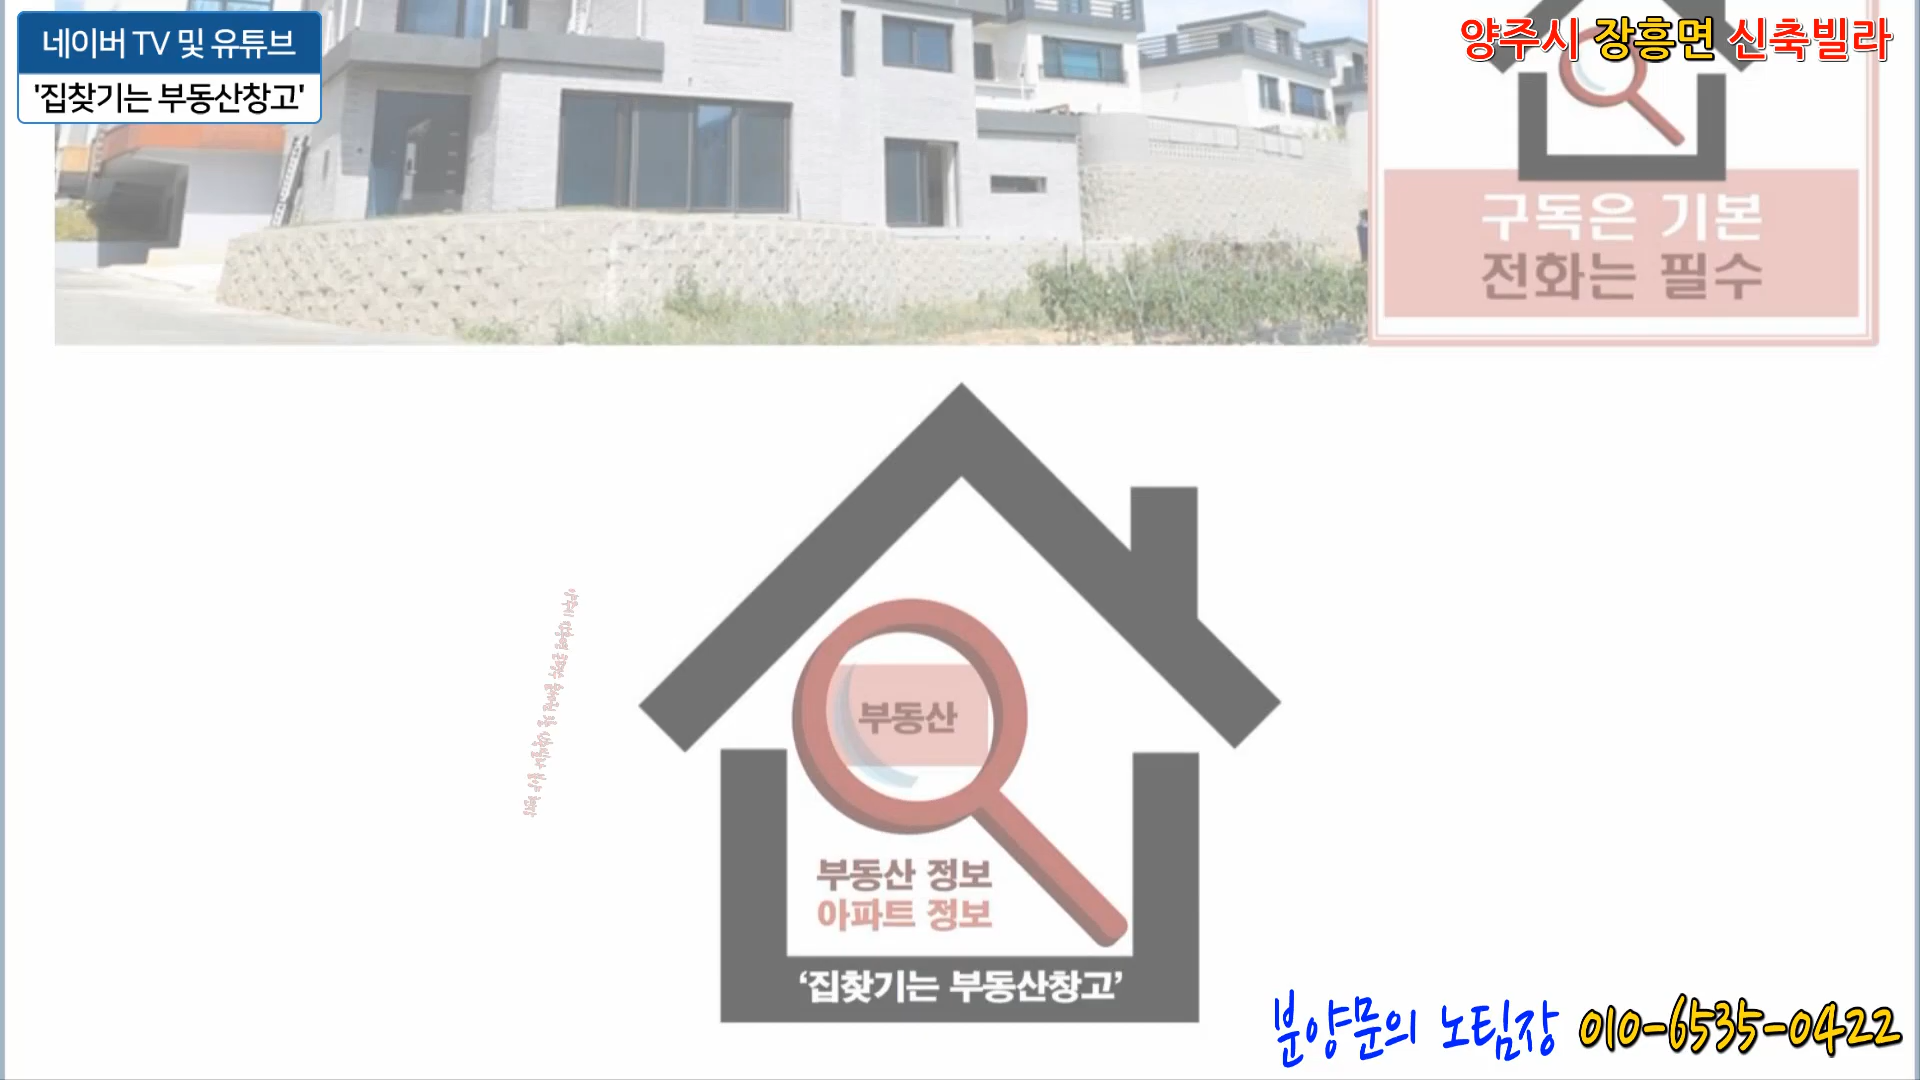 네이버 TV 및 유튜브
'집찾기는 부동산창고'
양주시 장흥면 신축빌라
구독은 기본
전화는 필수
부동산
부동산 정보
아파트 정보
‘집찾기는 부동산창고’
분양문의 노팀장 010-6535-0422